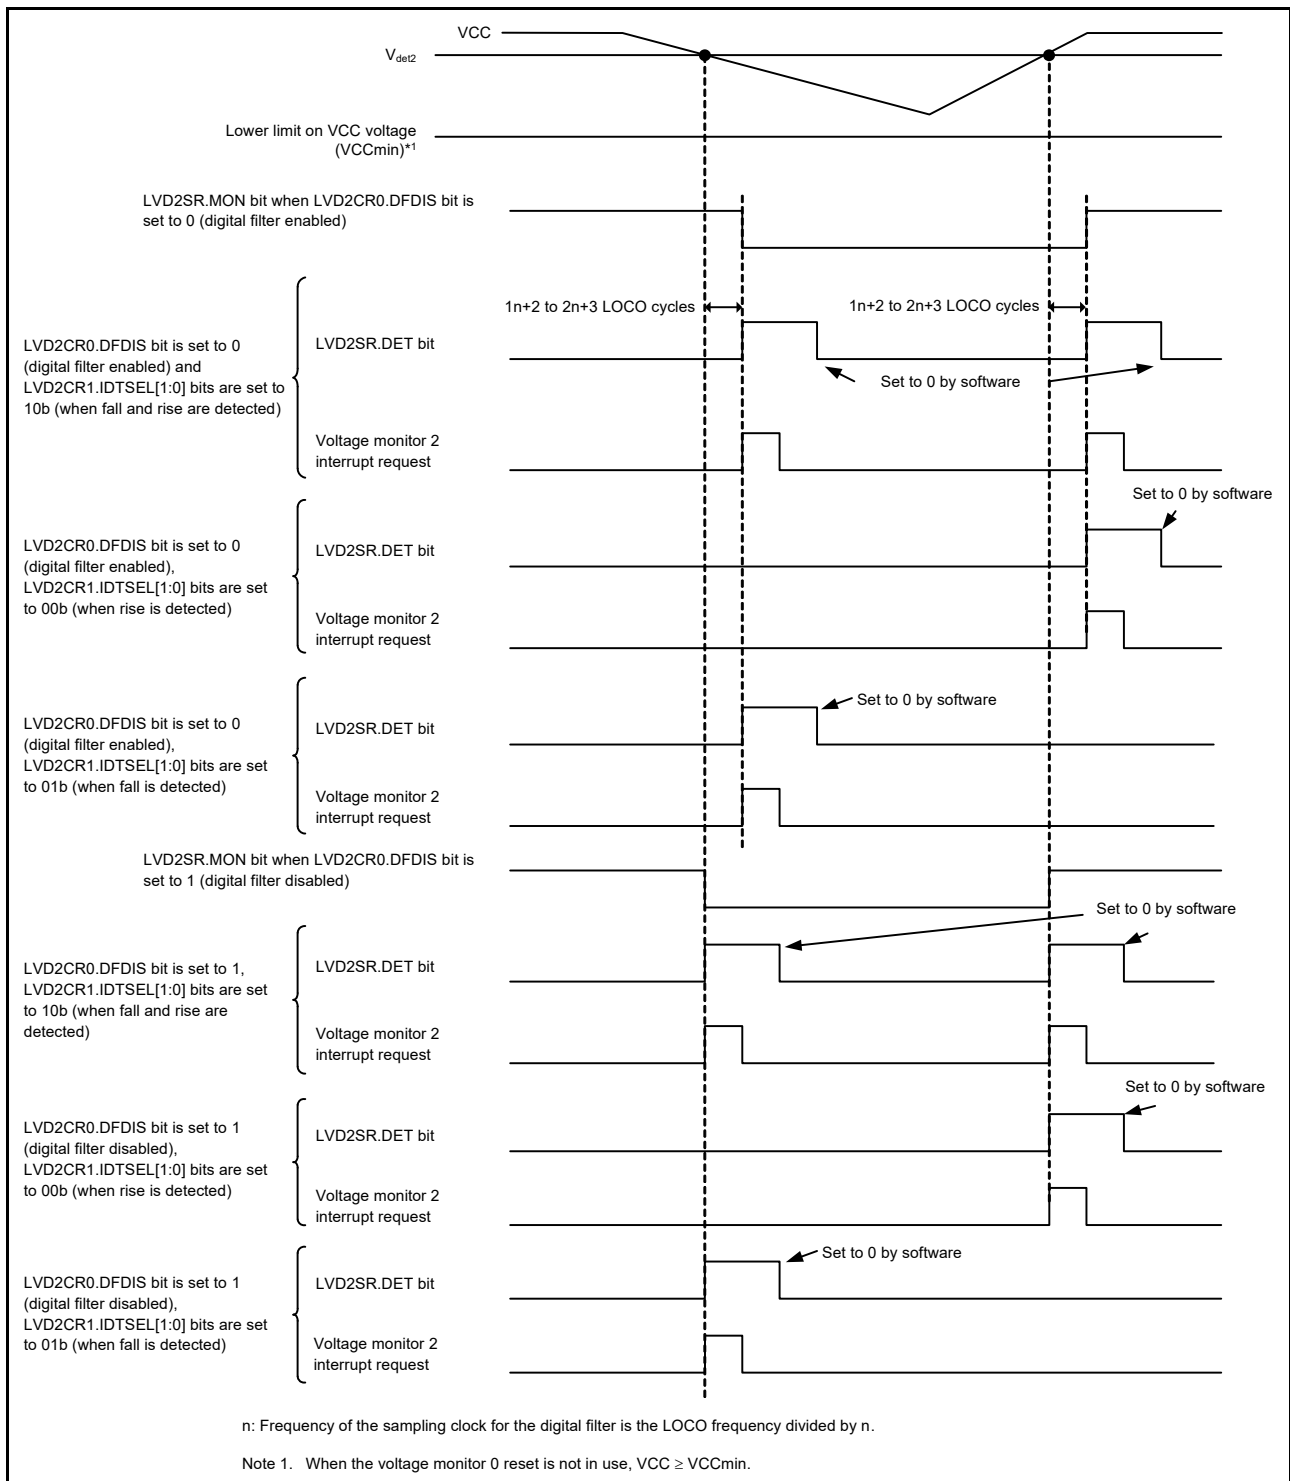 VCC
Vdet2
Lower limit on VCC voltage
(VCCmin)*1
LVD2SR.MON bit when LVD2CR0.DFDIS bit is
set to 0 (digital filter enabled)
1n+2 to 2n+3 LOCO cycles
1n+2 to 2n+3 LOCO cycles
LVD2CR0.DFDIS bit is set to 0
(digital filter enabled) and
LVD2CR1.IDTSEL[1:0] bits are set to
10b (when fall and rise are detected)
LVD2SR.DET bit
Set to 0 by software
Voltage monitor 2
interrupt request
Set to 0 by software
LVD2CR0.DFDIS bit is set to 0
(digital filter enabled),
LVD2CR1.IDTSEL[1:0] bits are set
to 00b (when rise is detected)
LVD2SR.DET bit
Voltage monitor 2
interrupt request
Set to 0 by software
LVD2CR0.DFDIS bit is set to 0
(digital filter enabled),
LVD2CR1.IDTSEL[1:0] bits are set
to 01b (when fall is detected)
LVD2SR.DET bit
Voltage monitor 2
interrupt request
LVD2SR.MON bit when LVD2CR0.DFDIS bit is
set to 1 (digital filter disabled)
Set to 0 by software
LVD2CR0.DFDIS bit is set to 1,
LVD2CR1.IDTSEL[1:0] bits are set
to 10b (when fall and rise are
detected)
LVD2SR.DET bit
Voltage monitor 2
interrupt request
Set to 0 by software
LVD2CR0.DFDIS bit is set to 1
(digital filter disabled),
LVD2CR1.IDTSEL[1:0] bits are set
to 00b (when rise is detected)
LVD2SR.DET bit
Voltage monitor 2
interrupt request
Set to 0 by software
LVD2CR0.DFDIS bit is set to 1
(digital filter disabled),
LVD2CR1.IDTSEL[1:0] bits are set
to 01b (when fall is detected)
LVD2SR.DET bit
Voltage monitor 2
interrupt request
n: Frequency of the sampling clock for the digital filter is the LOCO frequency divided by n.
Note 1. When the voltage monitor 0 reset is not in use, VCC ≥ VCCmin.